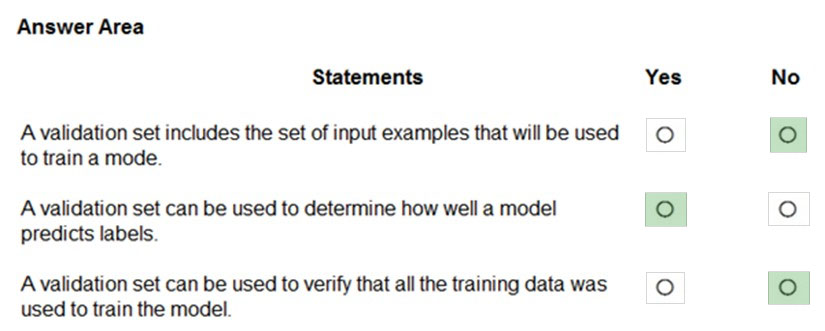 Answer Area
Statements Yes No
A validation set includes the set of input examples that will be used
to train a mode.
A validation set can be used to determine how well a model
predicts labels.
A validation set can be used to verify that all the training data was
used to train the model.